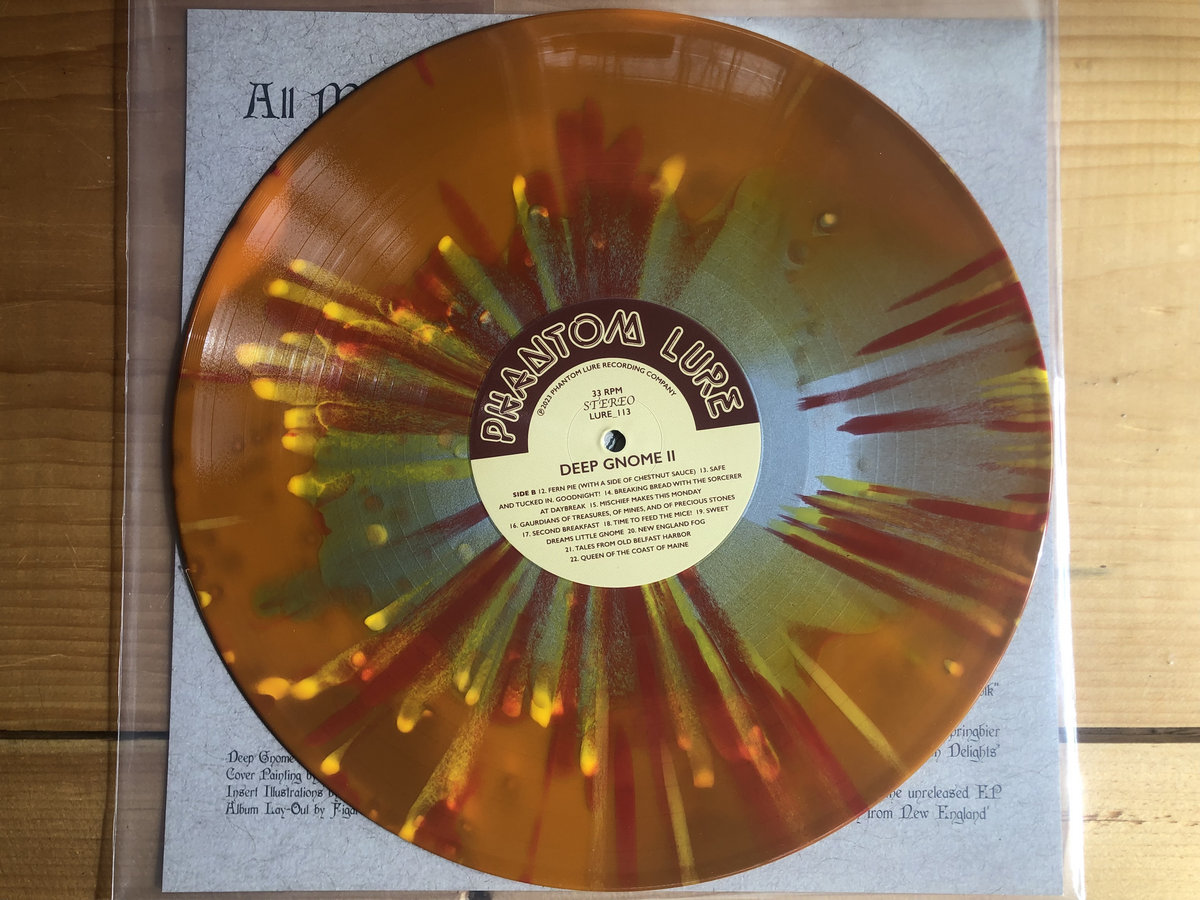 All
PHANTOM LURE
℗2023 PHANTOM LURE RECORDING COMPANY
33 RPM
STEREO
LURE_113
DEEP GNOME II
SIDE B 12. FERN PIE (WITH A SIDE OF CHESTNUT SAUCE) 13. SAFE
AND TUCKED IN, GOODNIGHT! 14. BREAKING BREAD WITH THE SORCERER
AT DAYBREAK 15. MISCHIEF MAKES THIS MONDAY
16. GAURDIANS OF TREASURES, OF MINES, AND OF PRECIOUS STONES
17. SECOND BREAKFAST 18. TIME TO FEED THE MICE! 19. SWEET
DREAMS LITTLE GNOME 20. NEW ENGLAND FOG
21. TALES FROM OLD BELFAST HARBOR
22. QUEEN OF THE COAST OF MAINE
Deep Gnome
Cover Painting by
Delights"
Insert Illustrations
unreleased EP
Album Lay-Out by
from New England"